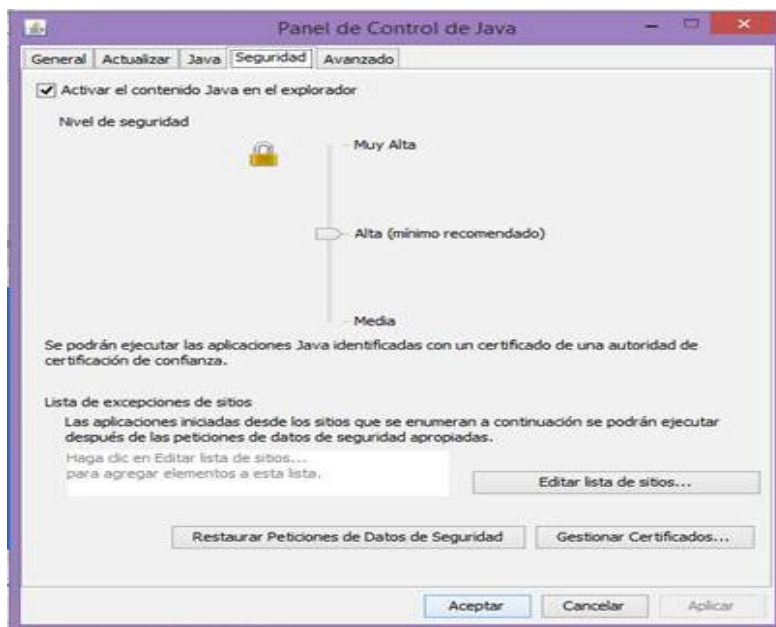 Panel de Control de Java
General Actualizar Java Seguridad Avanzado
Activar el contenido Java en el explorador
Nivel de seguridad
Muy Alta
Alta (mínimo recomendado)
Media
Se podrán ejecutar las aplicaciones Java identificadas con un certificado de una autoridad de
certificación de confianza.
Lista de excepciones de sitios
Las aplicaciones iniciadas desde los sitios que se enumeran a continuación se podrán ejecutar
después de las peticiones de datos de seguridad apropiadas.
Haga clic en Editar lista de sitios...
para agregar elementos a esta lista.
Editar lista de sitios...
Restaurar Peticiones de Datos de Seguridad Gestionar Certificados...
Aceptar Cancelar Aplicar